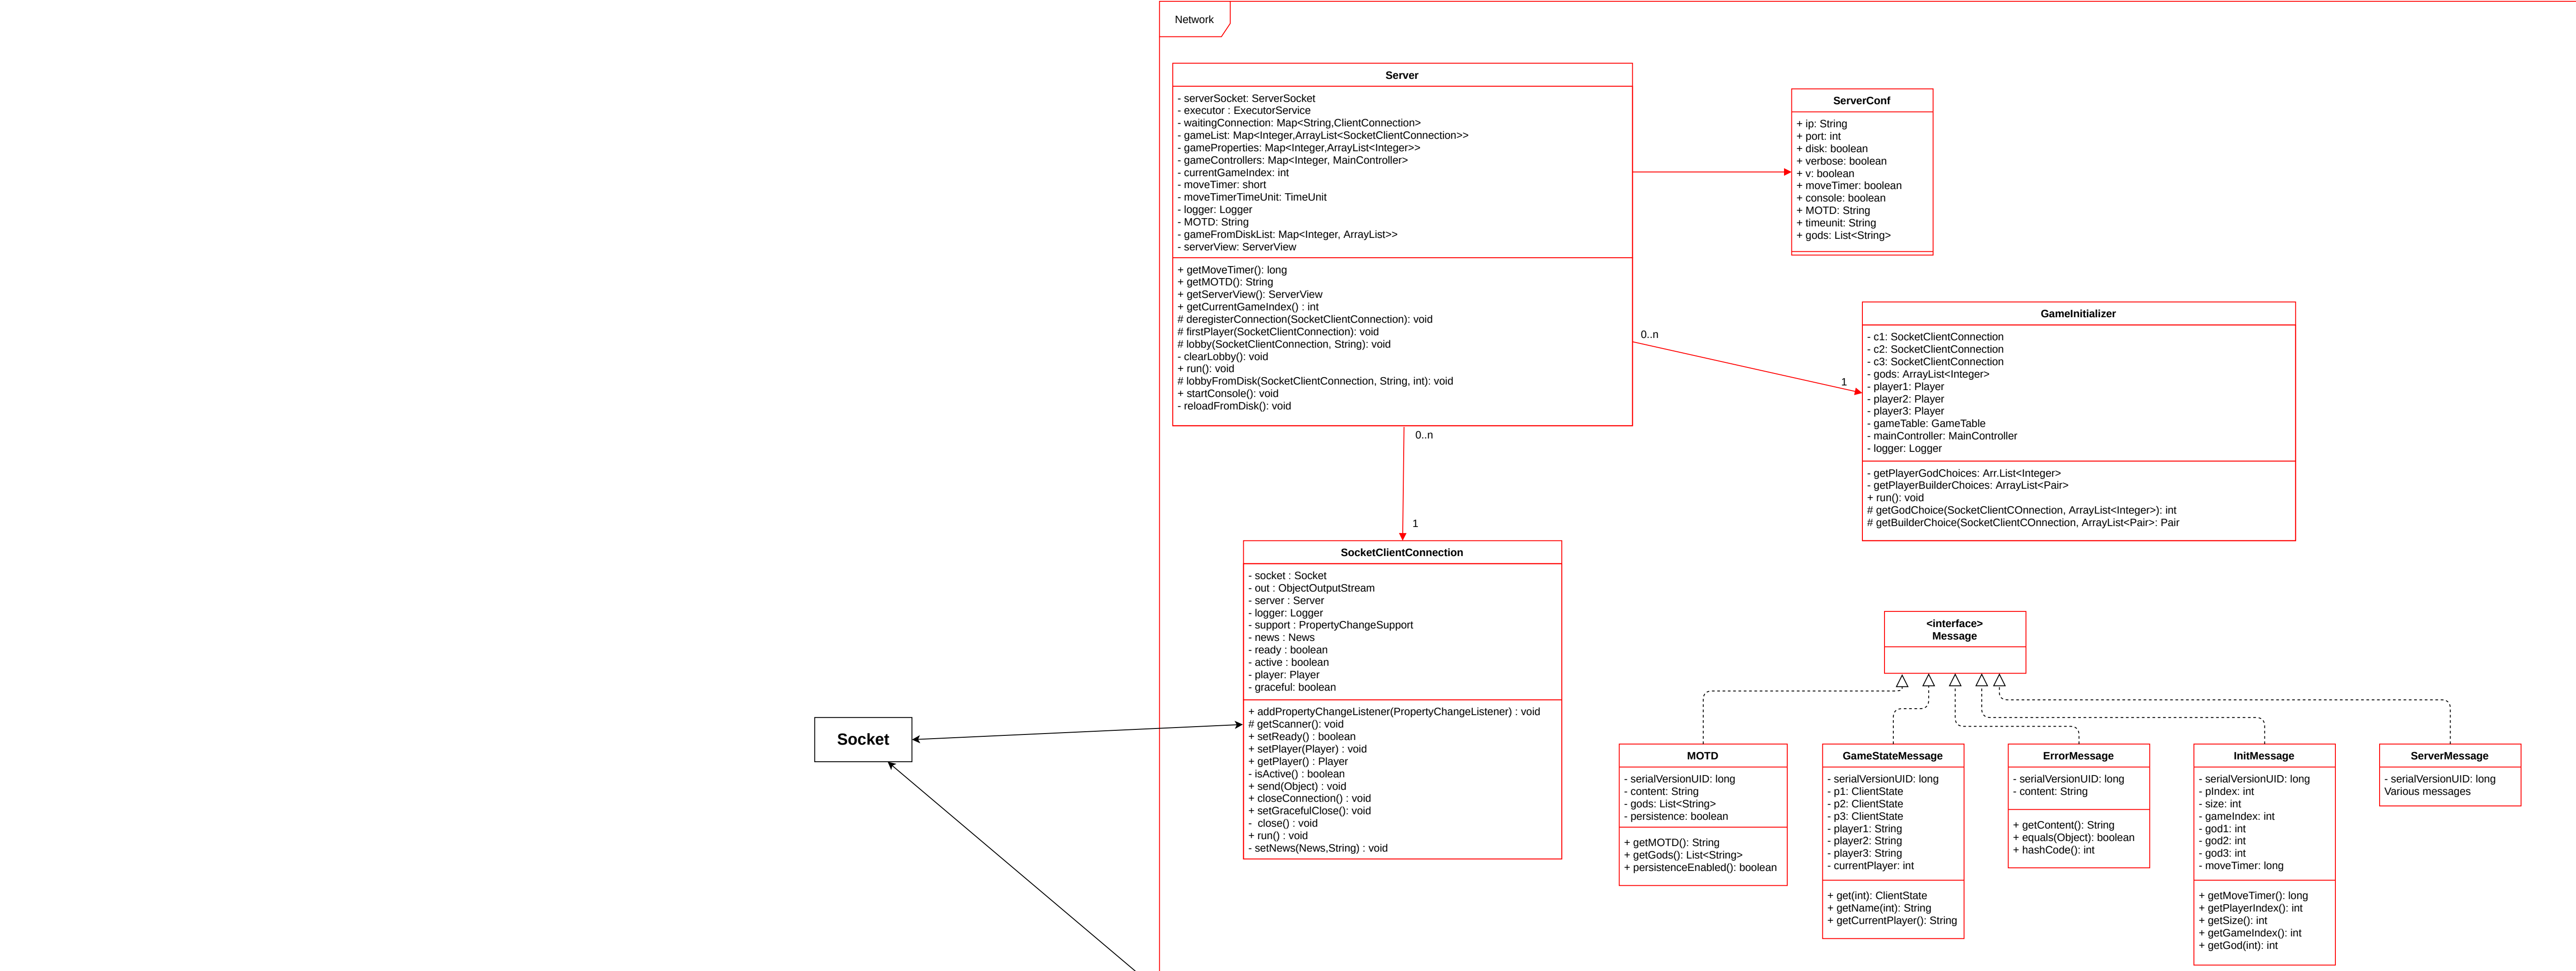 Network
Server
- serverSocket: ServerSocket
- executor : ExecutorService
- waitingConnection: Map<String,ClientConnection>
- gameList: Map<Integer,ArrayList<SocketClientConnection>>
- gameProperties: Map<Integer,ArrayList<Integer>>
- gameControllers: Map<Integer, MainController>
- currentGameIndex: int
- moveTimer: short
- moveTimerTimeUnit: TimeUnit
- logger: Logger
- MOTD: String
- gameFromDiskList: Map<Integer, ArrayList>>
- serverView: ServerView
+ getMoveTimer(): long
+ getMOTD(): String
+ getServerView(): ServerView
+ getCurrentGameIndex() : int
# deregisterConnection(SocketClientConnection): void
# firstPlayer(SocketClientConnection): void
# lobby(SocketClientConnection, String): void
- clearLobby(): void
+ run(): void
# lobbyFromDisk(SocketClientConnection, String, int): void
+ startConsole(): void
- reloadFromDisk(): void
ServerConf
+ ip: String
+ port: int
+ disk: boolean
+ verbose: boolean
+ v: boolean
+ moveTimer: boolean
+ console: boolean
+ MOTD: String
+ timeunit: String
+ gods: List<String>
0..n
1
GameInitializer
- c1: SocketClientConnection
- c2: SocketClientConnection
- c3: SocketClientConnection
- gods: ArrayList<Integer>
- player1: Player
- player2: Player
- player3: Player
- gameTable: GameTable
- mainController: MainController
- logger: Logger
- getPlayerGodChoices: Arr.List<Integer>
- getPlayerBuilderChoices: ArrayList<Pair>
+ run(): void
# getGodChoice(SocketClientCOnnection, ArrayList<Integer>): int
# getBuilderChoice(SocketClientCOnnection, ArrayList<Pair>: Pair
0..n
1
SocketClientConnection
- socket : Socket
- out : ObjectOutputStream
- server : Server
- logger: Logger
- support : PropertyChangeSupport
- news : News
- ready : boolean
- active : boolean
- player: Player
- graceful: boolean
+ addPropertyChangeListener(PropertyChangeListener) : void
# getScanner(): void
+ setReady() : boolean
+ setPlayer(Player) : void
+ getPlayer() : Player
- isActive() : boolean
+ send(Object) : void
+ closeConnection() : void
+ setGracefulClose(): void
-  close() : void
+ run() : void
- setNews(News,String) : void
Socket
<interface>
Message
MOTD
- serialVersionUID: long
- content: String
- gods: List<String>
- persistence: boolean
+ getMOTD(): String
+ getGods(): List<String>
+ persistenceEnabled(): boolean
GameStateMessage
- serialVersionUID: long
- p1: ClientState
- p2: ClientState
- p3: ClientState
- player1: String
- player2: String
- player3: String
- currentPlayer: int
+ get(int): ClientState
+ getName(int): String
+ getCurrentPlayer(): String
ErrorMessage
- serialVersionUID: long
- content: String
+ getContent(): String
+ equals(Object): boolean
+ hashCode(): int
InitMessage
- serialVersionUID: long
- pIndex: int
- size: int
- gameIndex: int
- god1: int
- god2: int
- god3: int
- moveTimer: long
+ getMoveTimer(): long
+ getPlayerIndex(): int
+ getSize(): int
+ getGameIndex(): int
+ getGod(int): int
ServerMessage
- serialVersionUID: long
Various messages